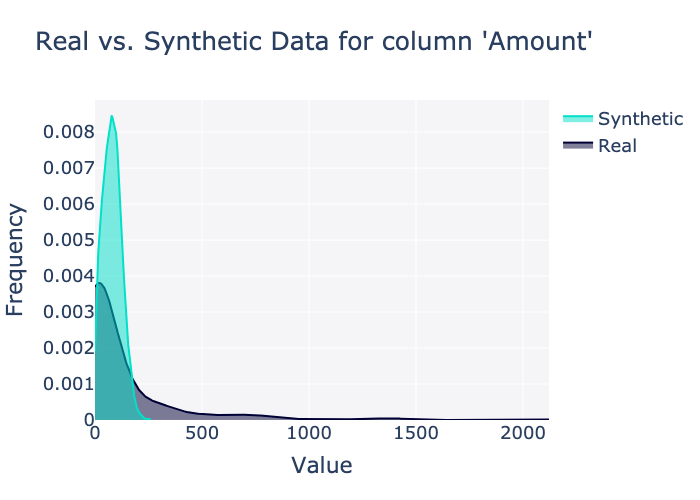 Real vs. Synthetic Data for column 'Amount'
Synthetic
Real
Frequency
0.008
0.007
0.006
0.005
0.004
0.003
0.002
0.001
0
0 500 1000 1500 2000
Value